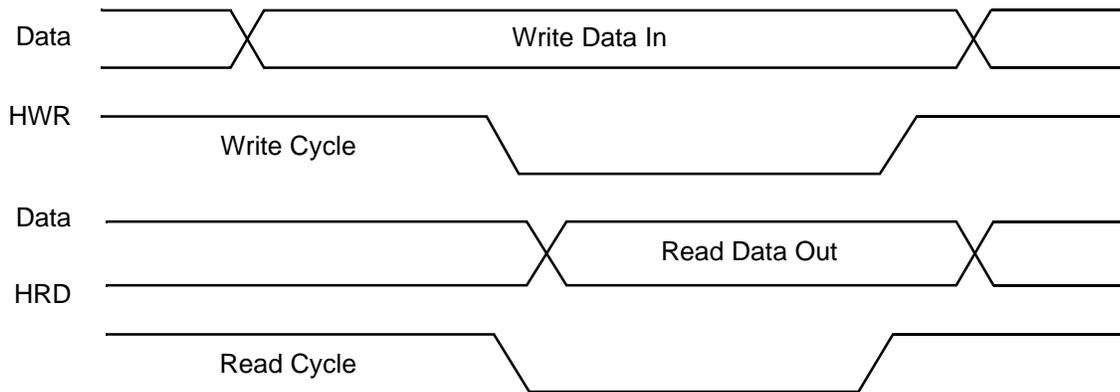 Data
Write Data In
HWR
Write Cycle
Data
Read Data Out
HRD
Read Cycle